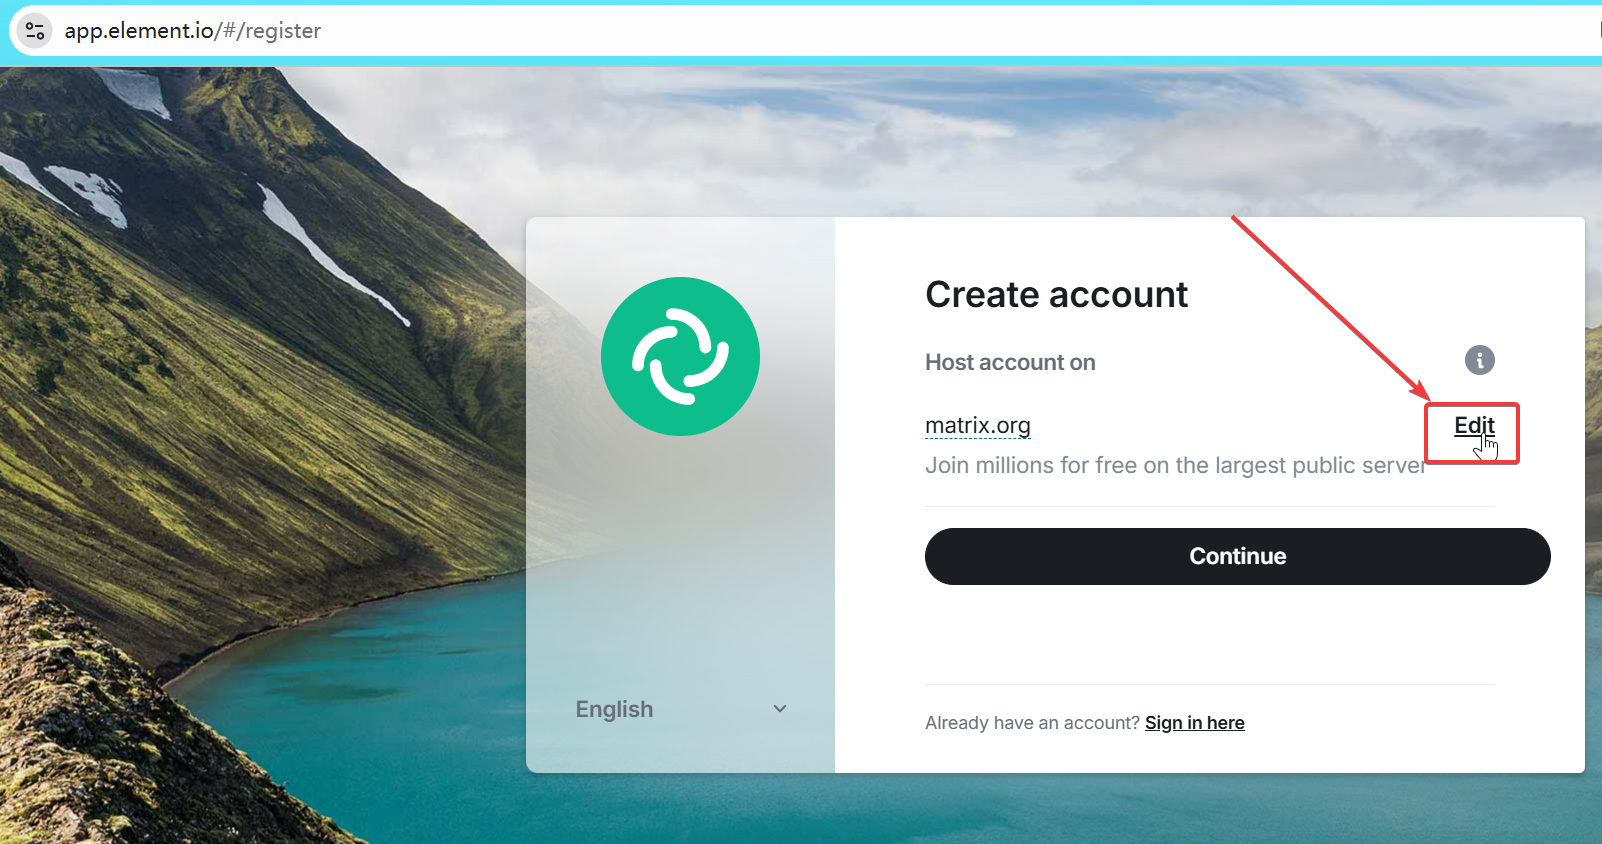 app.element.io/#/register
Create account
Host account on
matrix.org
Edit
Join millions for free on the largest public server
Continue
English
Already have an account? Sign in here